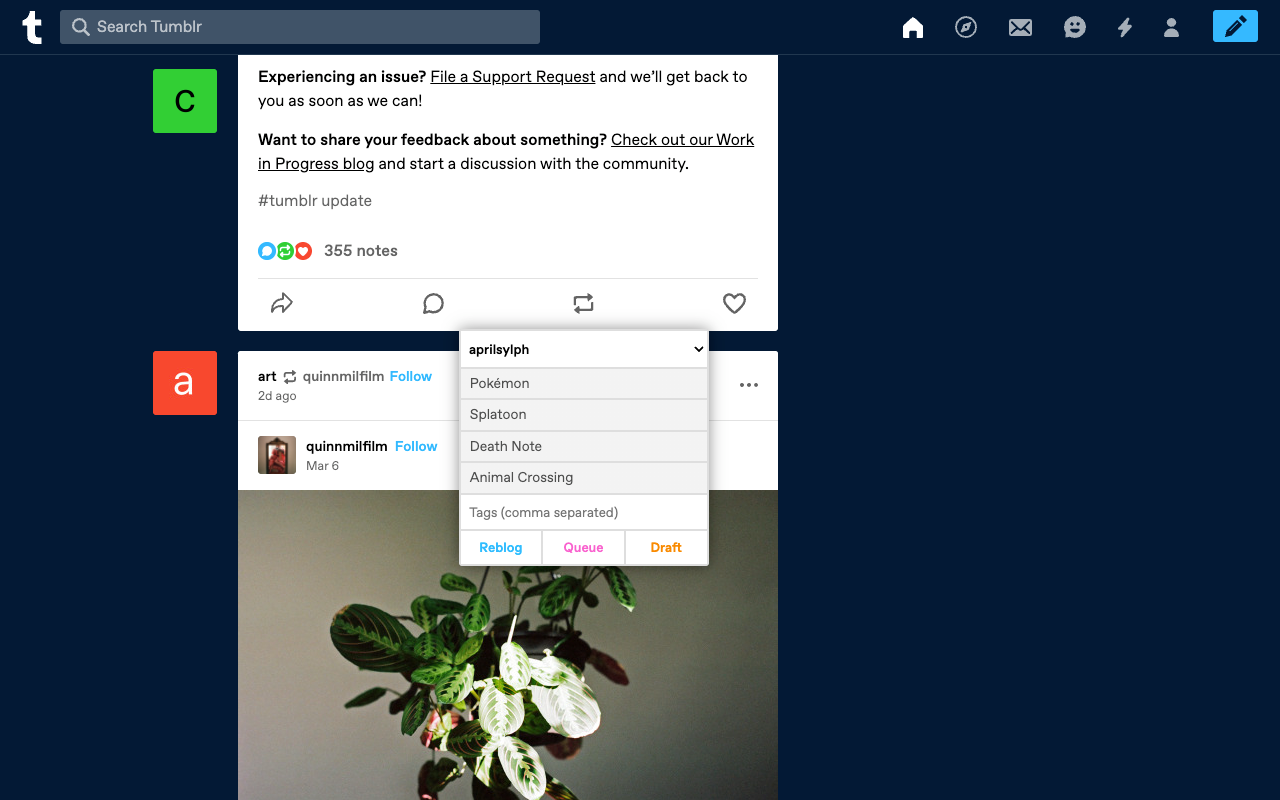 t
Search Tumblr
C
Experiencing an issue? File a Support Request and we’ll get back to
you as soon as we can!
Want to share your feedback about something? Check out our Work
in Progress blog and start a discussion with the community.
#tumblr update
355 notes
a
art quinnmilfilm Follow
2d ago
quinnmilfilm Follow
Mar 6
aprilsylph
Pokémon
Splatoon
Death Note
Animal Crossing
Tags (comma separated)
Reblog Queue Draft